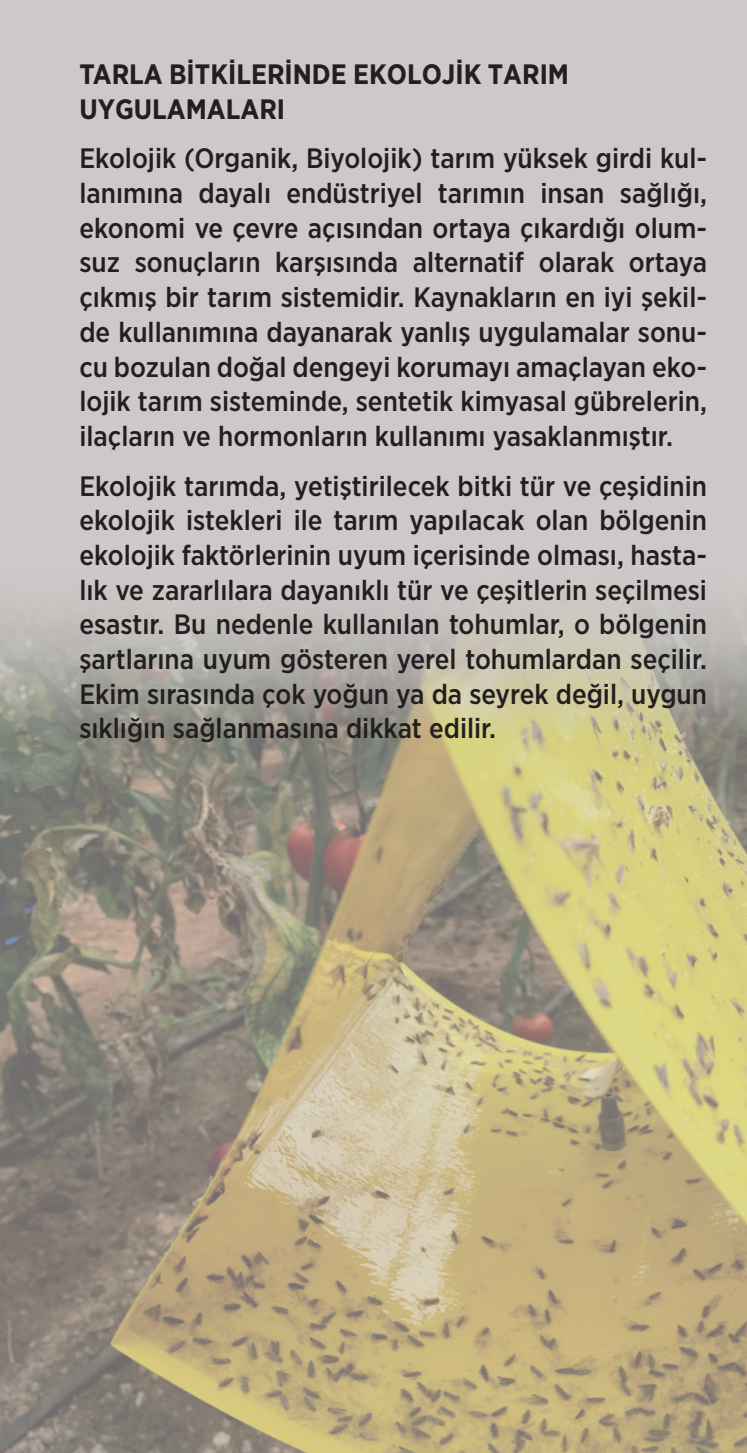 TARLA BİTKİLERİNDE EKOLOJİK TARIM
UYGULAMALARI
Ekolojik (Organik, Biyolojik) tarım yüksek girdi kul-
lanımına dayalı endüstriyel tarımın insan sağlığı,
ekonomi ve çevre açısından ortaya çıkardığı olum-
suz sonuçların karşısında alternatif olarak ortaya
çıkmış bir tarım sistemidir. Kaynakların en iyi şekil-
de kullanımına dayanarak yanlış uygulamalar sonu-
cu bozulan doğal dengeyi korumayı amaçlayan eko-
lojik tarım sisteminde, sentetik kimyasal gübrelerin,
ilaçların ve hormonların kullanımı yasaklanmıştır.
Ekolojik tarımda, yetiştirilecek bitki tür ve çeşidinin
ekolojik istekleri ile tarım yapılacak olan bölgenin
ekolojik faktörlerinin uyum içerisinde olması, hasta-
lık ve zararlılara dayanıklı tür ve çeşitlerin seçilmesi
esastır. Bu nedenle kullanılan tohumlar, o bölgenin
şartlarına uyum gösteren yerel tohumlardan seçilir.
Ekim sırasında çok yoğun ya da seyrek değil, uygun
sıklığın sağlanmasına dikkat edilir.